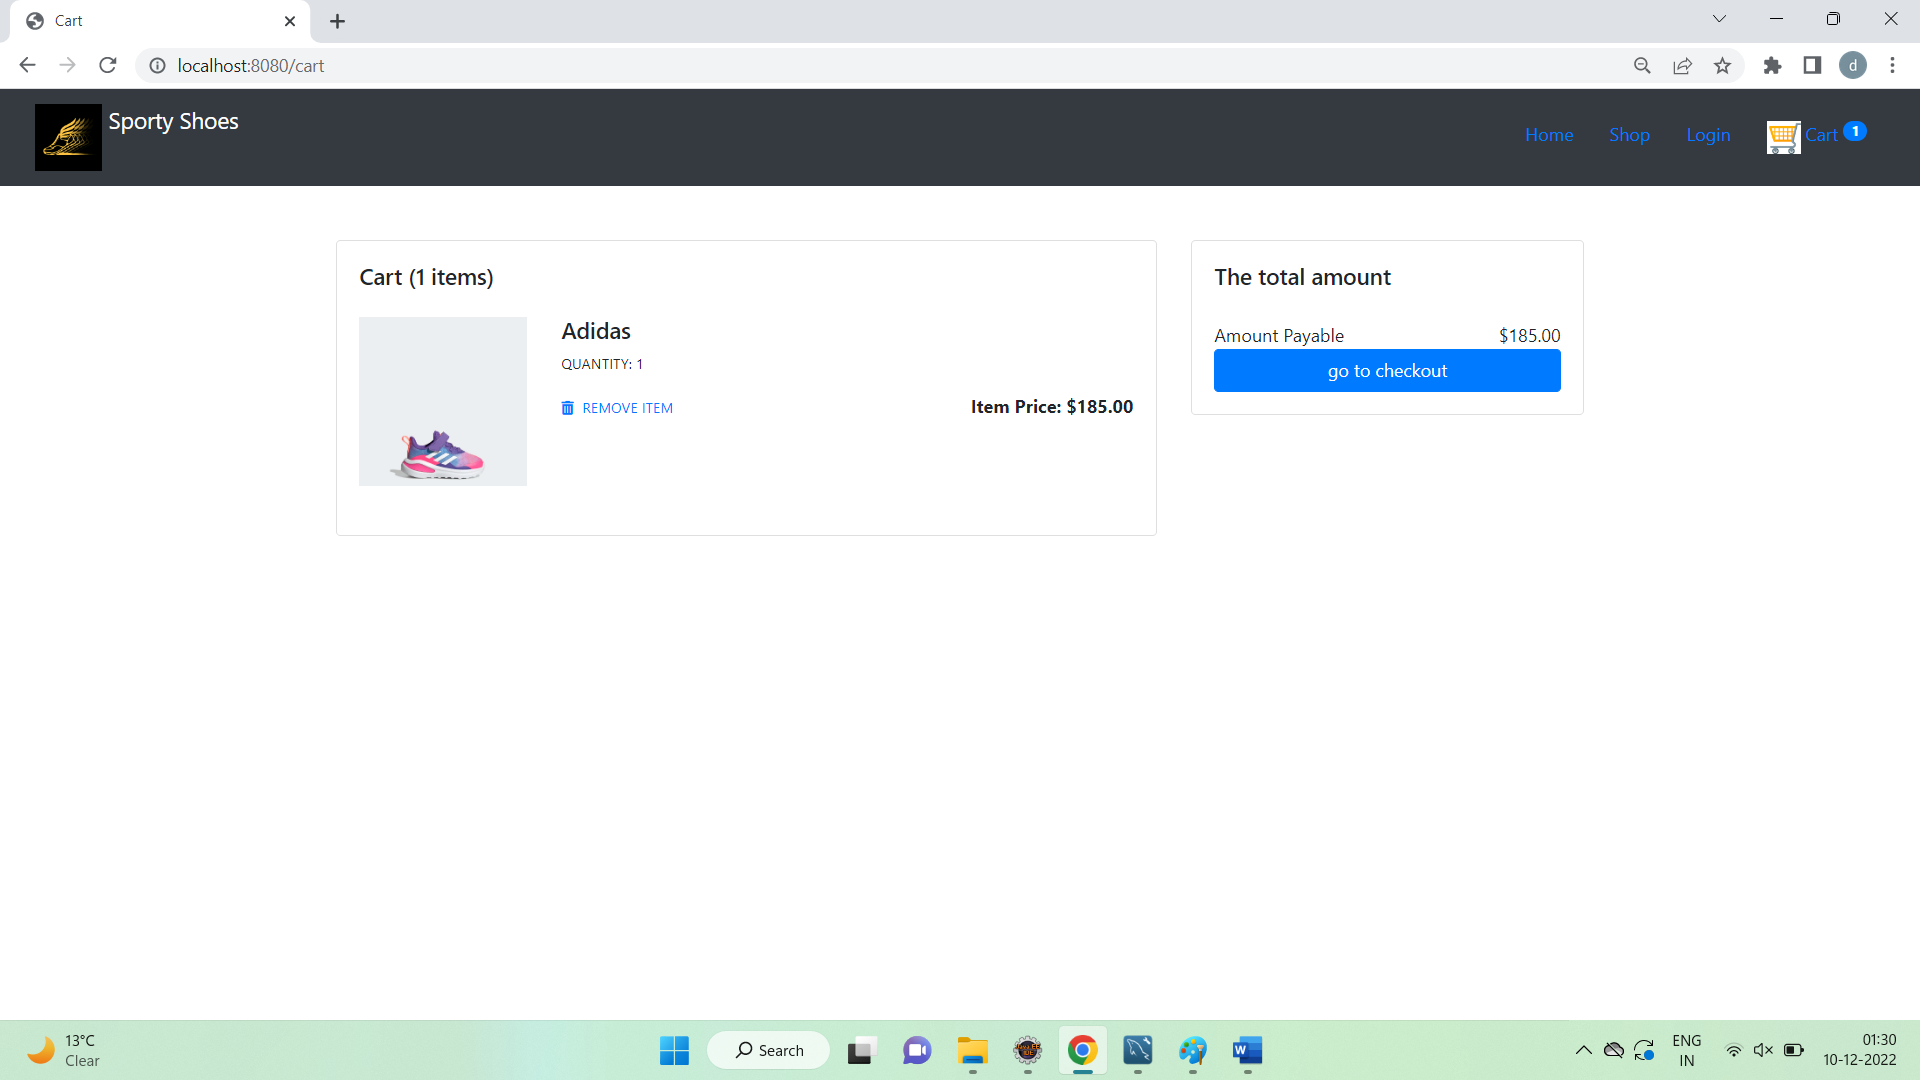 Cart
localhost:8080/cart
d
Sporty Shoes
Home
Shop
Login
Cart 1
Cart (1 items)
Adidas
QUANTITY: 1
REMOVE ITEM
Item Price: $185.00
The total amount
Amount Payable $185.00
go to checkout
13°C
Clear
Search
W
ENG
IN
01:30
10-12-2022